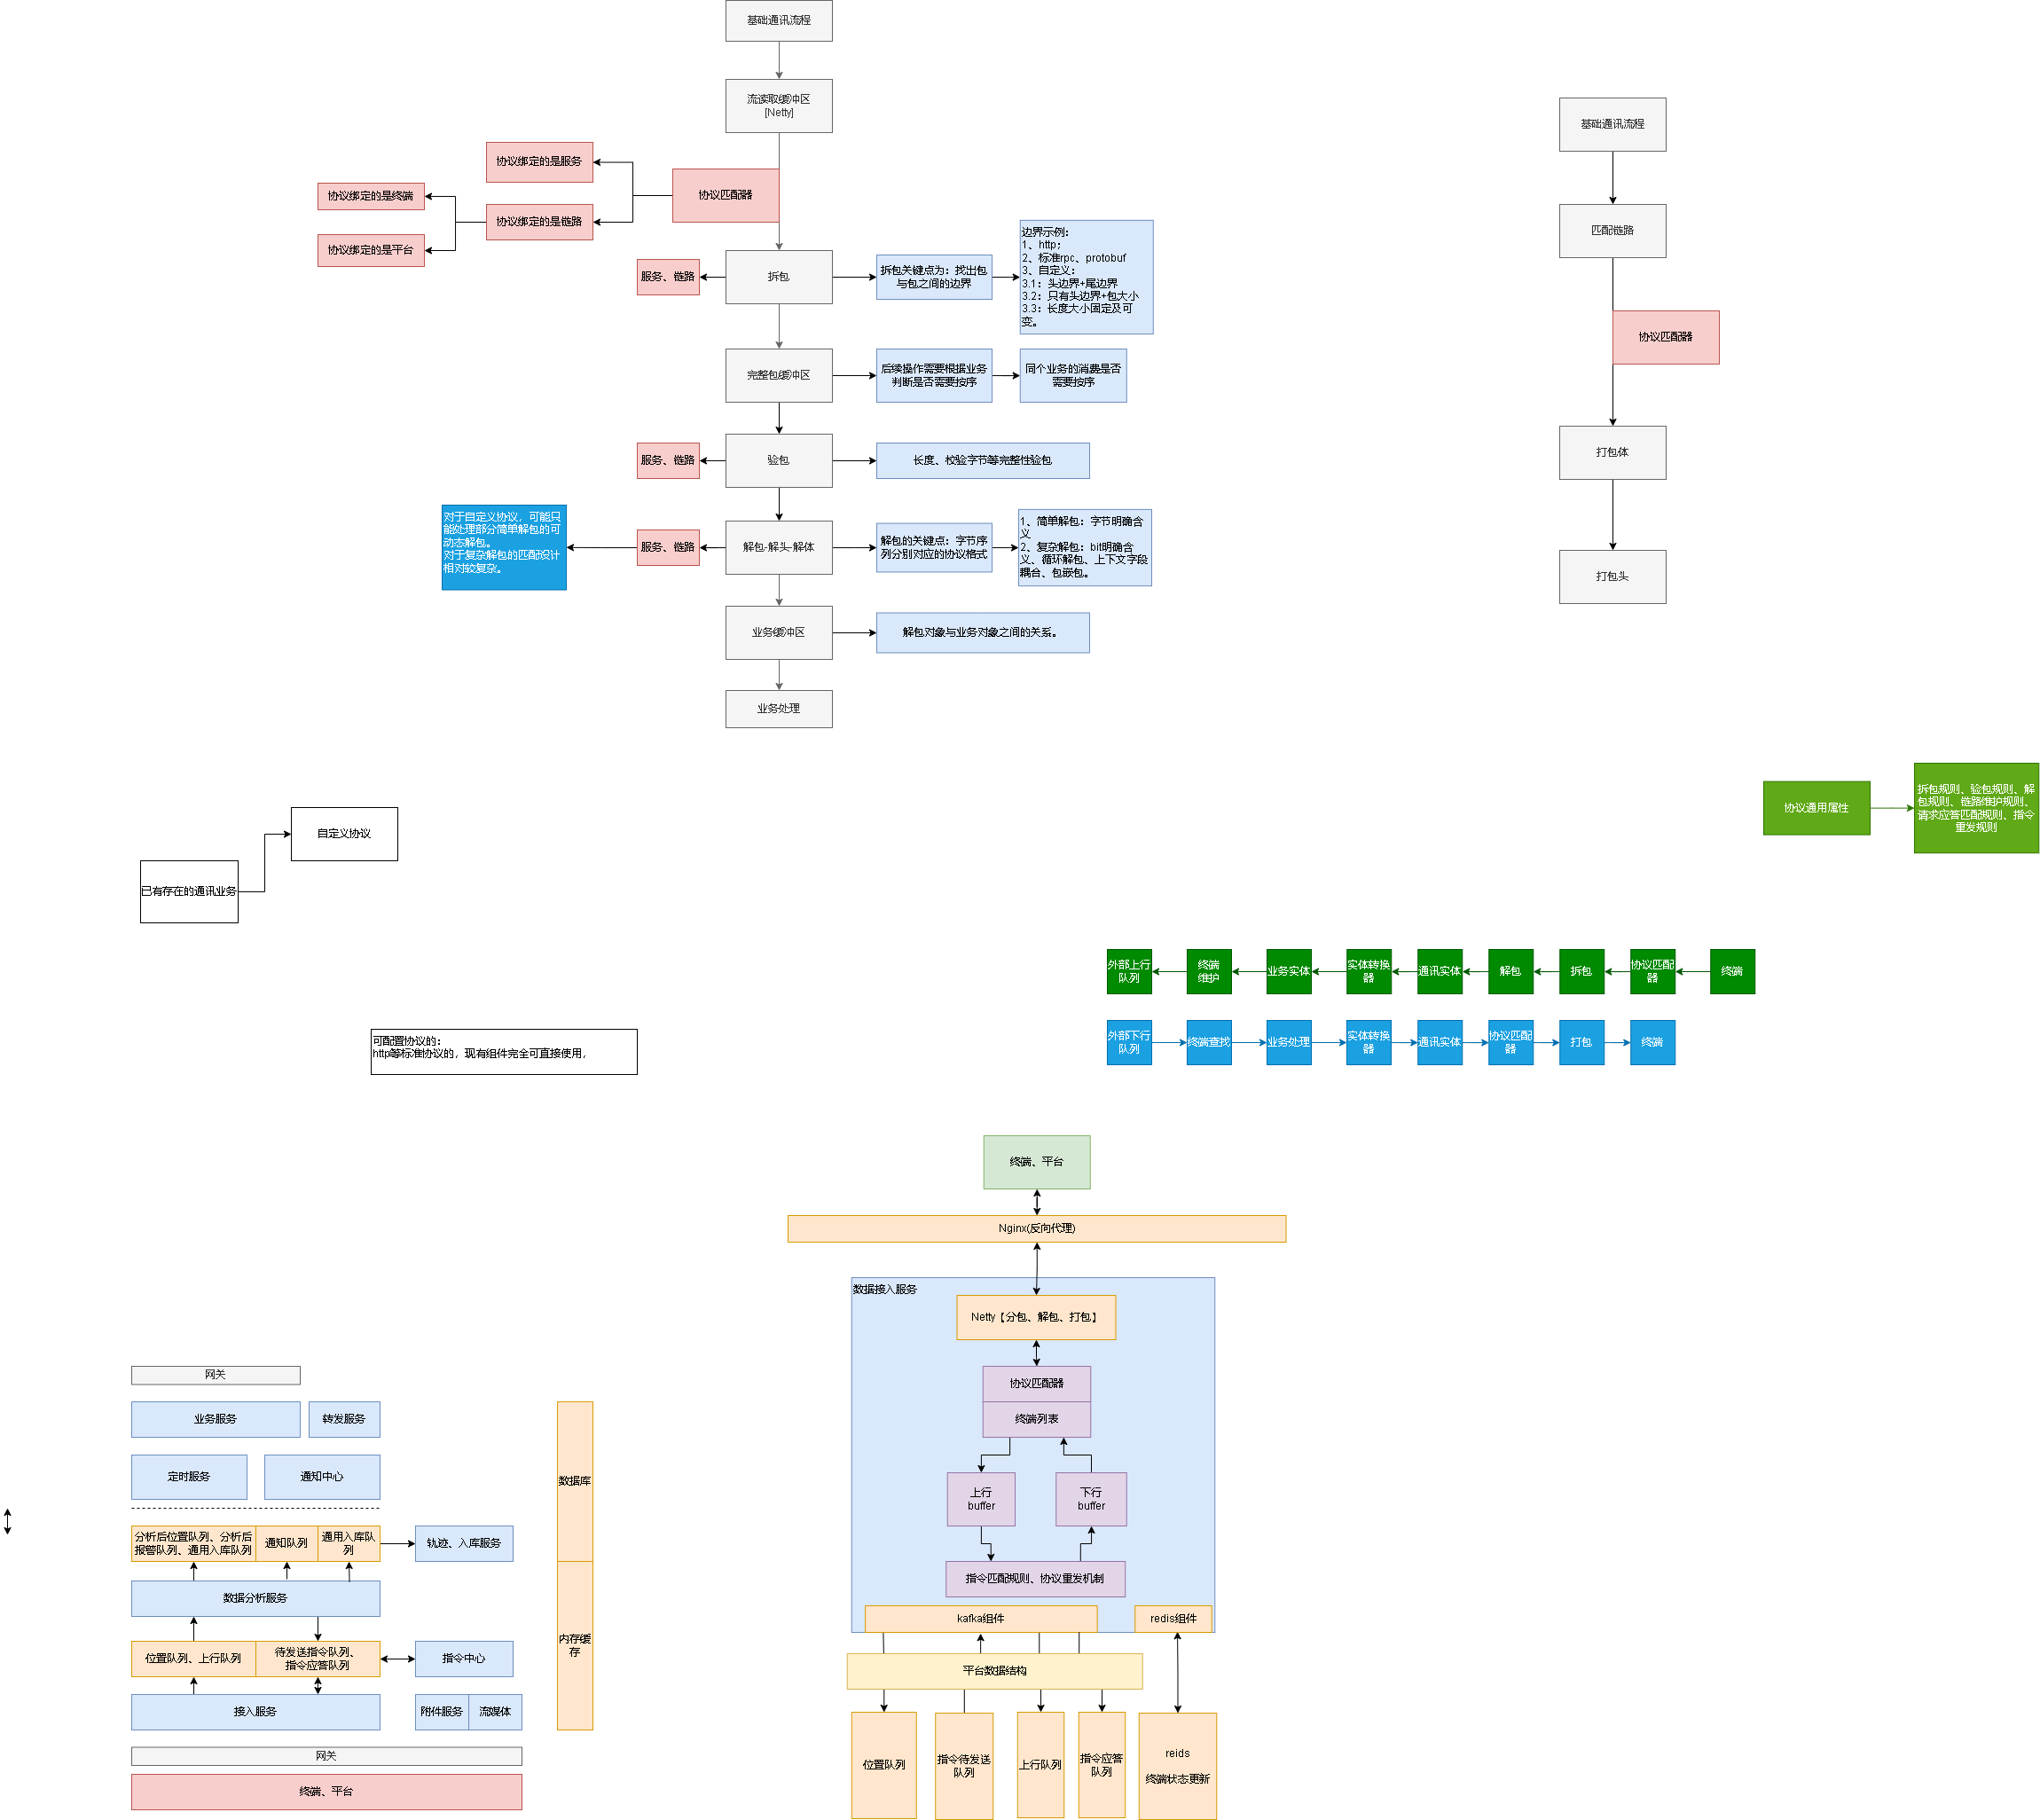 基础通讯流程
流读取缓冲区
[Netty]
协议匹配器
协议绑定的是服务
协议绑定的是链路
协议绑定的是终端
协议绑定的是平台
服务、链路
拆包
拆包关键点为：找出包
与包之间的边界
边界示例：
1、http；
2、标准rpc、protobuf
3、自定义：
3.1：头边界+尾边界
3.2：只有头边界+包大小
3.3：长度大小固定及可
变。
完整包缓冲区
后续操作需要根据业务
判断是否需要按序
同个业务的消费是否
需要按序
服务、链路
验包
长度、校验字节等完整性验包
对于自定义协议，可能只
能处理部分简单解包的可
动态解包。
对于复杂解包的匹配设计
相对较复杂。
服务、链路
解包-解头-解体
解包的关键点：字节序
列分别对应的协议格式
1、简单解包：字节明确含
义
2、复杂解包：bit明确含
义、循环解包、上下文字段
耦合、包嵌包。
业务缓冲区
解包对象与业务对象之间的关系。
业务处理
基础通讯流程
匹配链路
协议匹配器
打包体
打包头
协议通用属性
拆包规则、验包规则、解
包规则、链路维护规则、
请求应答匹配规则、指令
重发规则
自定义协议
已有存在的通讯业务
可配置协议的：
http等标准协议的，现有组件完全可直接使用，
外部上行
队列
终端
维护
业务实体
实体转换
器
通讯实体
解包
拆包
协议匹配
器
终端
外部下行
队列
终端查找
业务处理
实体转换
器
通讯实体
协议匹配
器
打包
终端
终端、平台
Nginx(反向代理)
数据接入服务
Netty【分包、解包、打包】
协议匹配器
终端列表
上行
buffer
下行
buffer
指令匹配规则、协议重发机制
kafka组件
redis组件
平台数据结构
位置队列
指令待发送
队列
上行队列
指令应答
队列
reids
终端状态更新
网关
业务服务
转发服务
定时服务
通知中心
分析后位置队列、分析后
报警队列、通用入库队列
通知队列
通用入库队
列
轨迹、入库服务
数据分析服务
位置队列、上行队列
待发送指令队列、
指令应答队列
指令中心
接入服务
附件服务
流媒体
网关
终端、平台
数据库
内存缓
存